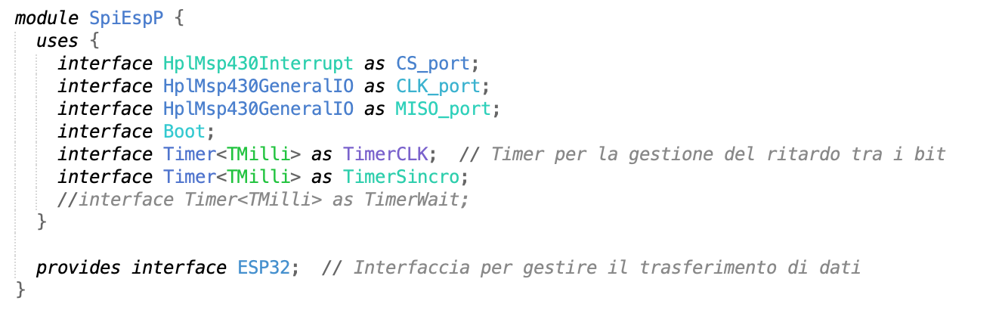 module SpiEspP {
  uses {
    interface HplMsp430Interrupt as CS_port;
    interface HplMsp430GeneralIO as CLK_port;
    interface HplMsp430GeneralIO as MISO_port;
    interface Boot;
    interface Timer<TMilli> as TimerCLK;  // Timer per la gestione del ritardo tra i bit
    interface Timer<TMilli> as TimerSincro;
    //interface Timer<TMilli> as TimerWait;
  }

  provides interface ESP32;  // Interfaccia per gestire il trasferimento di dati
}